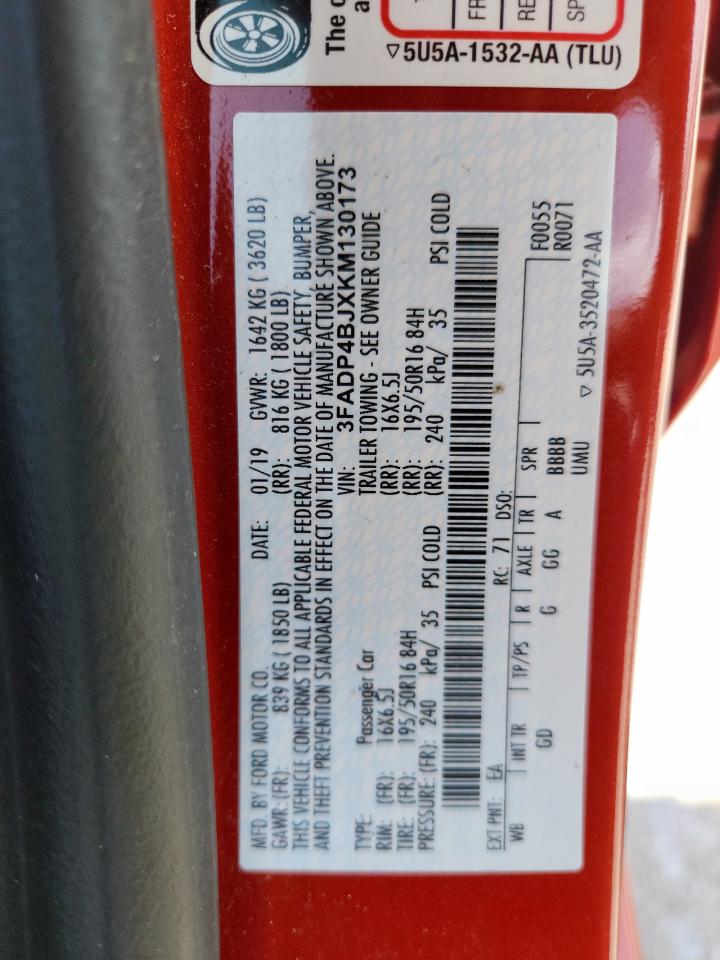 The
a
FR
RE
SP
▽5U5A-1532-AA (TLU)
MFD. BY FORD MOTOR CO. DATE: 01/19 GVWR: 1642 KG ( 3620 LB)
GAWR: (FR): 839 KG ( 1850 LB) (RR): 816 KG ( 1800 LB)
THIS VEHICLE CONFORMS TO ALL APPLICABLE FEDERAL MOTOR VEHICLE SAFETY, BUMPER,
AND THEFT PREVENTION STANDARDS IN EFFECT ON THE DATE OF MANUFACTURE SHOWN ABOVE.
VIN: 3FADP4BJXKM130173
TYPE: Passenger Car TRAILER TOWING - SEE OWNER GUIDE
RIM: (FR): 16X6.5J (RR): 16X6.5J
TIRE: (FR): 195/50R16 84H (RR): 195/50R16 84H
PRESSURE: (FR): 240 kPa/ 35 PSI COLD (RR): 240 kPa/ 35 PSI COLD
EXT PNT: EA RC: 71 DSO:
WB INT TR TP/PS R AXLE TR SPR F0055
GD G GG A BBBB R0071
UMU
▽ 5U5A-3520472-AA